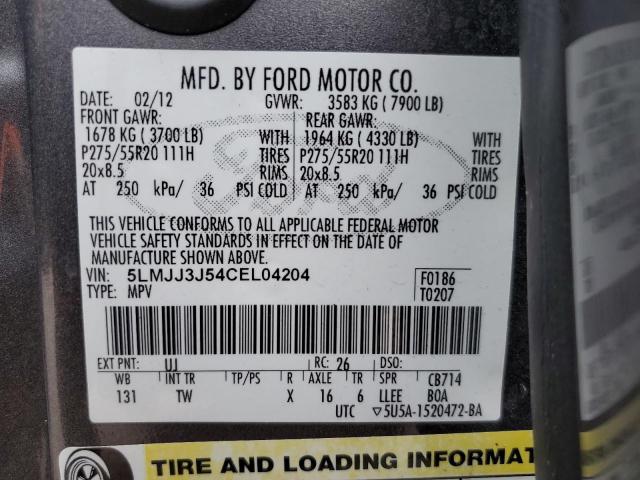 MFD. BY FORD MOTOR CO.
DATE: 02/12 GVWR: 3583 KG ( 7900 LB)
FRONT GAWR: REAR GAWR:
1678 KG ( 3700 LB) WITH 1964 KG ( 4330 LB) WITH
P275/55R20 111H TIRES P275/55R20 111H TIRES
20x8.5 RIMS 20x8.5 RIMS
AT 250 kPa/ 36 PSI COLD AT 250 kPa/ 36 PSI COLD
Ford
THIS VEHICLE CONFORMS TO ALL APPLICABLE FEDERAL MOTOR
VEHICLE SAFETY STANDARDS IN EFFECT ON THE DATE OF
MANUFACTURE SHOWN ABOVE.
VIN: 5LMJJ3J54CEL04204 F0186
TYPE: MPV T0207
EXT PNT: UJ RC: 26 DSO:
WB INT TR TP/PS R AXLE TR SPR CB714
131 TW X 16 6 LLEE BOA
UTC ▽5U5A-1520472-BA
TIRE AND LOADING INFORMAT